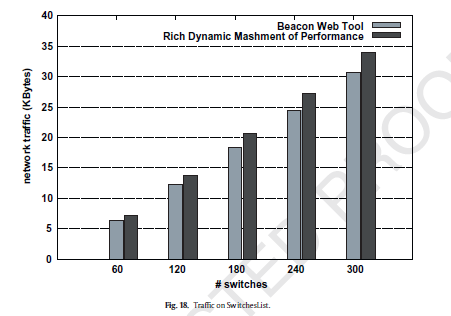 40
35
30
25
20
15
10
5
0
network traffic (KBytes)
Beacon Web Tool
Rich Dynamic Mashment of Performance
60 120 180 240 300
# switches
Fig. 18. Traffic on SwitchesList.